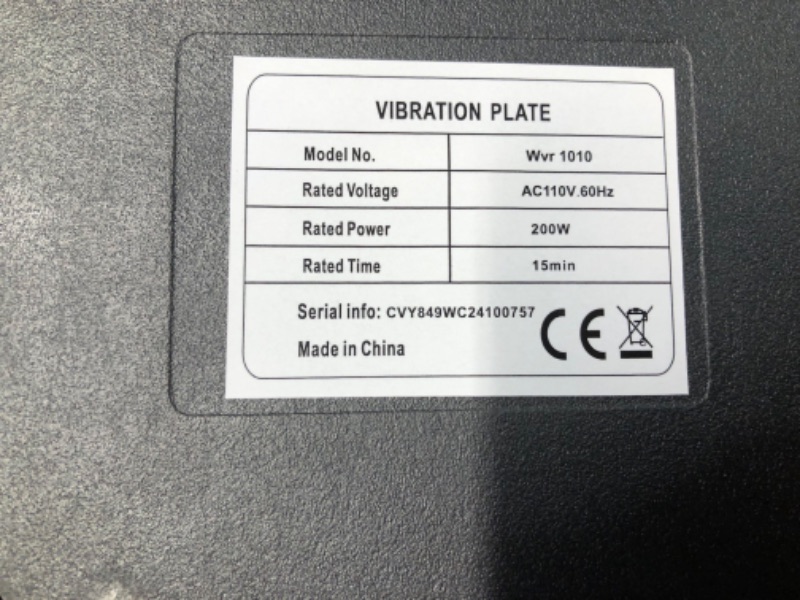 VIBRATION PLATE
Model No. Wvr 1010
Rated Voltage AC110V.60Hz
Rated Power 200W
Rated Time 15min
Serial info: CVY849WC24100757
Made in China
CE